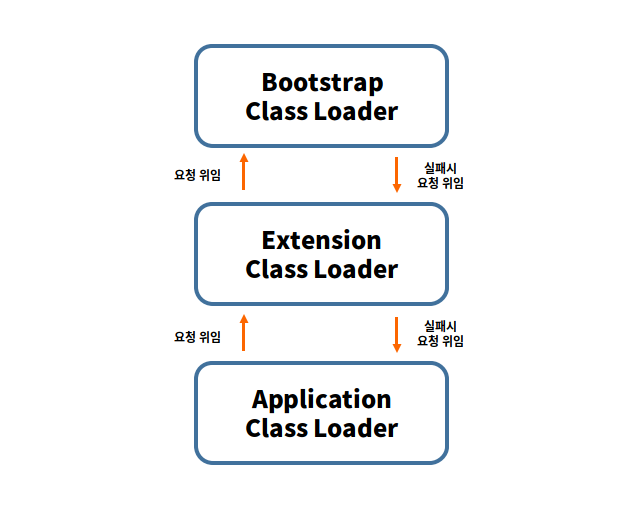 Bootstrap
Class Loader
요청 위임
실패시
요청 위임
Extension
Class Loader
요청 위임
실패시
요청 위임
Application
Class Loader